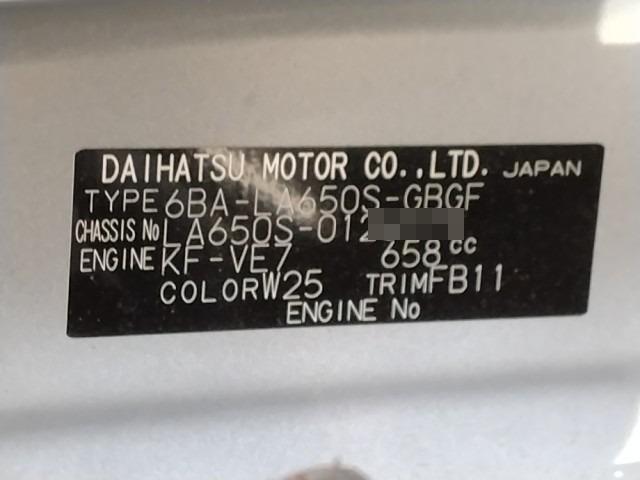 DAIHATSU MOTOR CO.,LTD. JAPAN
TYPE 6BA-LA650S-GBGF
CHASSIS No LA650S-012
ENGINE KF-VE7 658cc
COLOR W25 TRIM FB11
ENGINE No